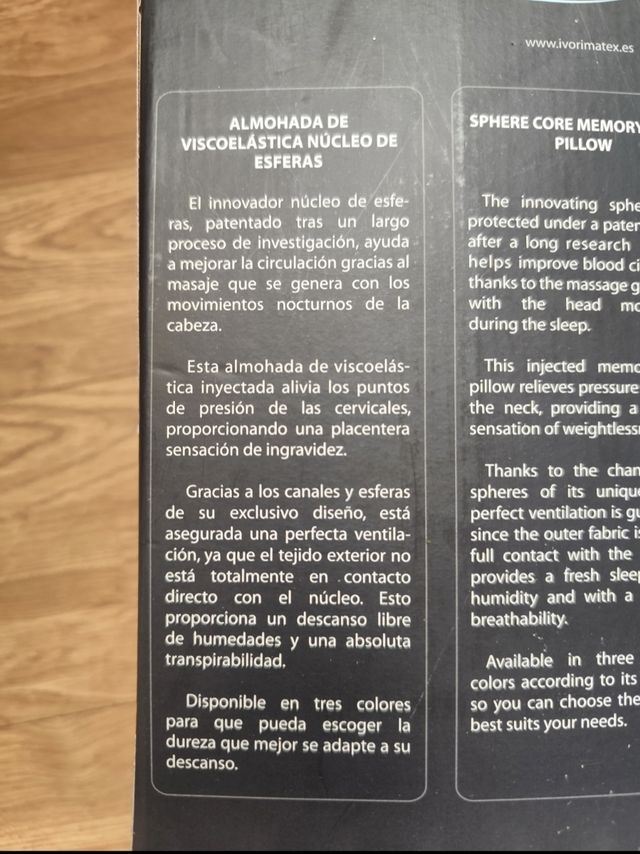 www.ivorimatex.es
ALMOHADA DE
VISCOELÁSTICA NÚCLEO DE
ESFERAS
El innovador núcleo de esfe-
ras, patentado tras un largo
proceso de investigación, ayuda
a mejorar la circulación gracias al
masaje que se genera con los
movimientos nocturnos de la
cabeza.
Esta almohada de viscoelás-
tica inyectada alivia los puntos
de presión de las cervicales,
proporcionando una placentera
sensación de ingravidez.
Gracias a los canales y esferas
de su exclusivo diseño, está
asegurada una perfecta ventila-
ción, ya que el tejido exterior no
está totalmente en contacto
directo con el núcleo. Esto
proporciona un descanso libre
de humedades y una absoluta
transpirabilidad.
Disponible en tres colores
para que pueda escoger la
dureza que mejor se adapte a su
descanso.
SPHERE CORE MEMORY
PILLOW
The innovating
protected under a
after a long research
helps improve blood
thanks to the massage
with the head
during the sleep.
This injected
pillow relieves pressure
the neck, providing a
sensation of
Thanks to the
spheres of its
perfect ventilation is
since the outer fabric
full contact with the
provides a fresh
humidity and with a
breathability.
Available in three
colors according to its
so you can choose the
best suits your needs.